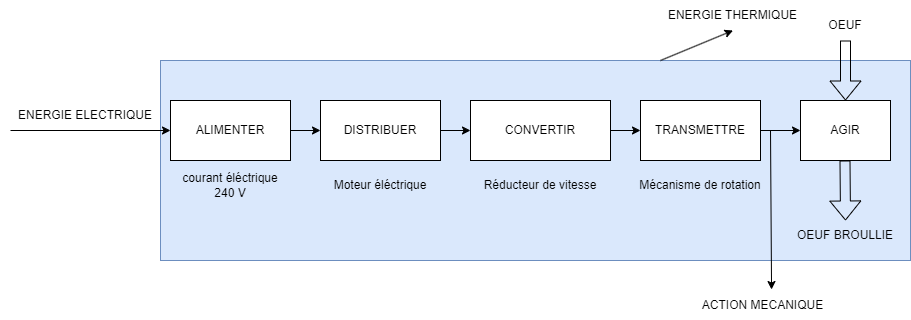 ENERGIE THERMIQUE
OEUF
ENERGIE ELECTRIQUE
ALIMENTER
DISTRIBUER
CONVERTIR
TRANSMETTRE
AGIR
courant éléctrique
240 V
Moteur éléctrique
Réducteur de vitesse
Mécanisme de rotation
OEUF BROULLIE
ACTION MECANIQUE